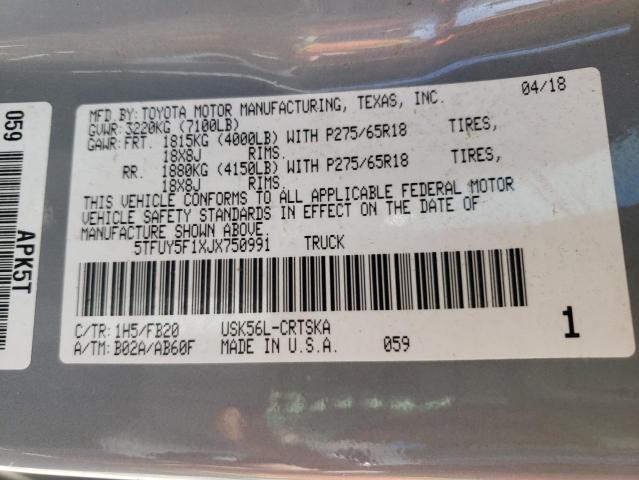 MFD.BY: TOYOTA MOTOR MANUFACTURING, TEXAS, INC. 04/18
GVWR: 3220KG (7100LB)
GAWR: FRT. 1815KG (4000LB) WITH P275/65R18 TIRES,
18X8J RIMS.
RR. 1880KG (4150LB) WITH P275/65R18 TIRES,
18X8J RIMS.
THIS VEHICLE CONFORMS TO ALL APPLICABLE FEDERAL MOTOR
VEHICLE SAFETY STANDARDS IN EFFECT ON THE DATE OF
MANUFACTURE SHOWN ABOVE.
5TFUY5F1XJX750991 TRUCK
C/TR: 1H5/FB20 USK56L-CRTSKA
A/TM: B02A/AB60F MADE IN U.S.A. 059
1
059
APK5T